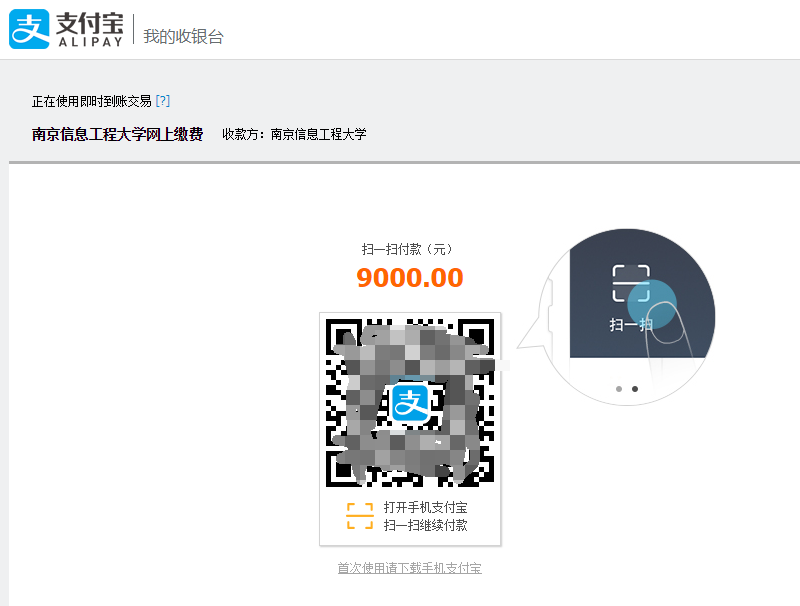 支付宝
ALIPAY
我的收银台
正在使用即时到账交易 [?]
南京信息工程大学网上缴费 收款方：南京信息工程大学
扫一扫付款（元）
9000.00
扫一扫
支
打开手机支付宝
扫一扫继续付款
首次使用请下载手机支付宝